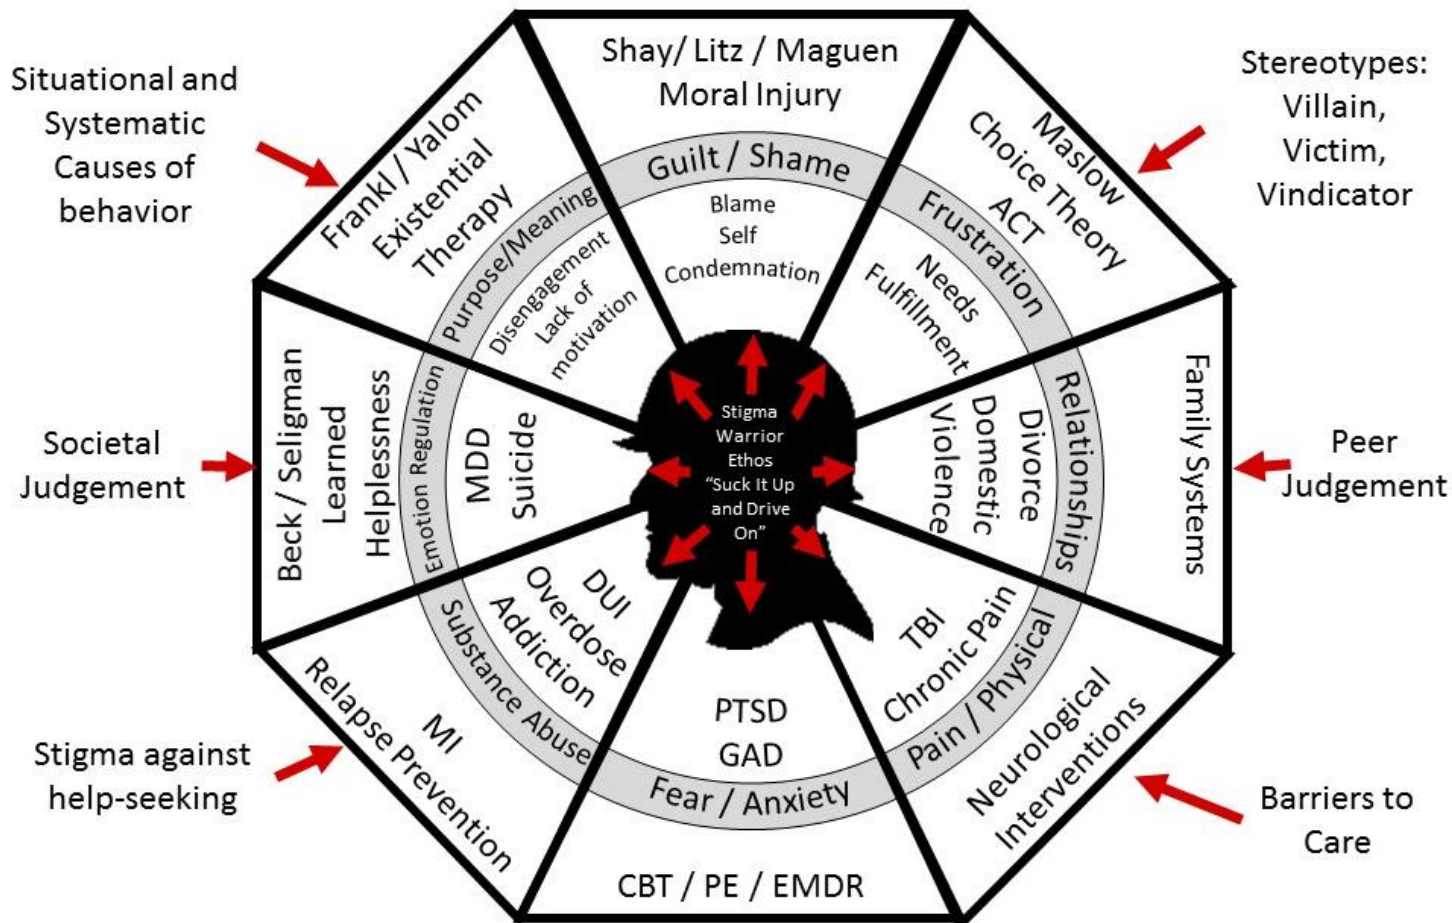 Situational and
Systematic
Causes of
behavior
Frankl / Yalom
Existential
Therapy
Purpose/Meaning
Disengagement
Lack of
motivation
Shay/ Litz / Maguen
Moral Injury
Guilt / Shame
Blame
Self
Condemnation
Maslow
Choice Theory
ACT
Frustration
Needs
Fulfillment
Stereotypes:
Villain,
Victim,
Vindicator
Societal
Judgement
Beck / Seligman
Learned
Helplessness
Emotion Regulation
MDD
Suicide
Stigma
Warrior
Ethos
“Suck It Up
and Drive
On”
Family Systems
Relationships
Divorce
Domestic
Violence
Peer
Judgement
Stigma against
help-seeking
Relapse Prevention
MI
Substance Abuse
Addiction
Overdose
DUI
PTSD
GAD
Fear / Anxiety
CBT / PE / EMDR
TBI
Chronic Pain
Pain / Physical
Neurological
Interventions
Barriers to
Care